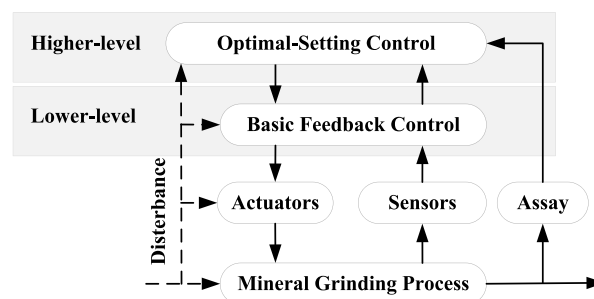 Higher-level
Optimal-Setting Control
Lower-level
Basic Feedback Control
Disterbance
Actuators
Sensors
Assay
Mineral Grinding Process